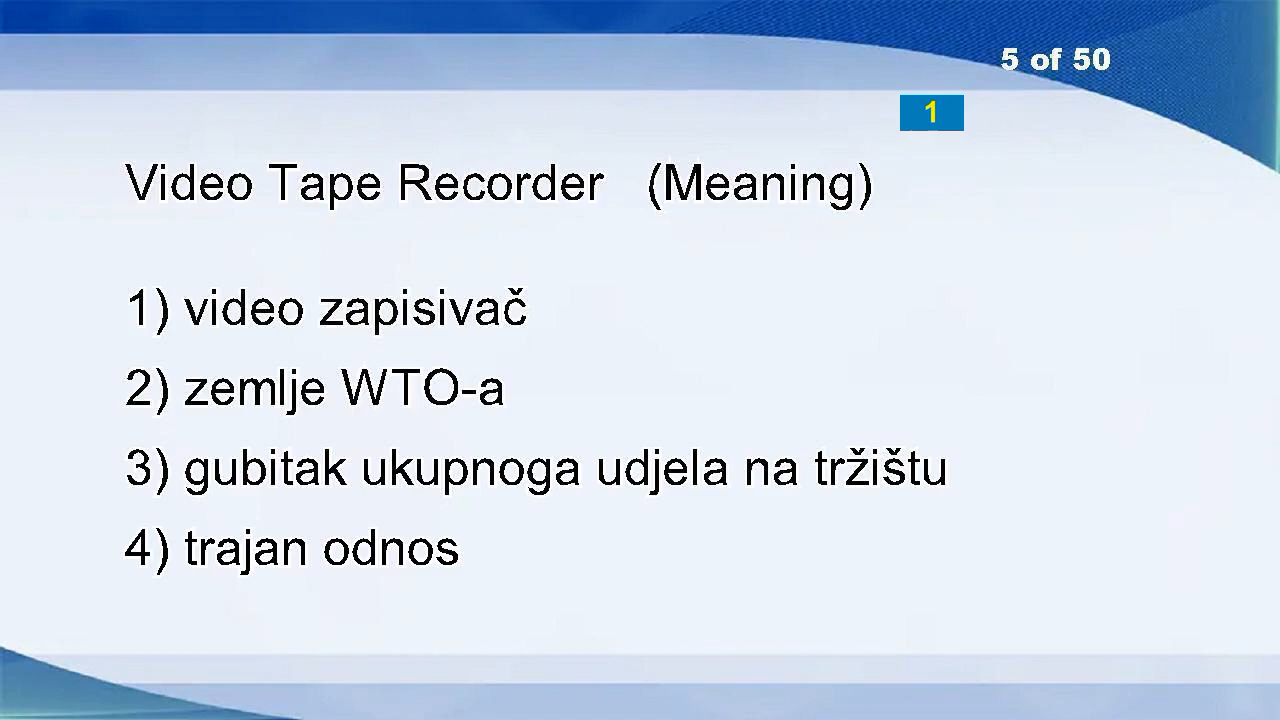 5 of 50
1
Video Tape Recorder (Meaning)
1) video zapisivač
2) zemlje WTO-a
3) gubitak ukupnoga udjela na tržištu
4) trajan odnos